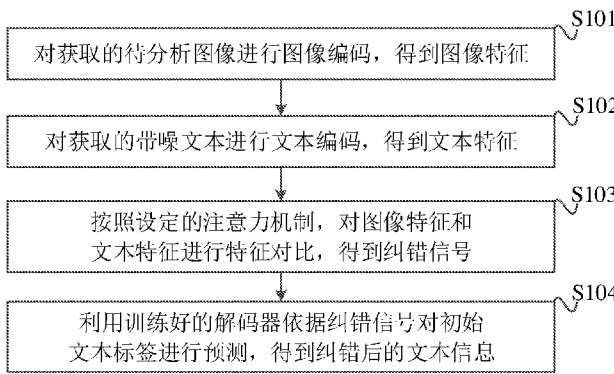 S101
对获取的待分析图像进行图像编码，得到图像特征
S102
对获取的带噪文本进行文本编码，得到文本特征
S103
按照设定的注意力机制，对图像特征和
文本特征进行特征对比，得到纠错信号
S104
利用训练好的解码器依据纠错信号对初始
文本标签进行预测，得到纠错后的文本信息